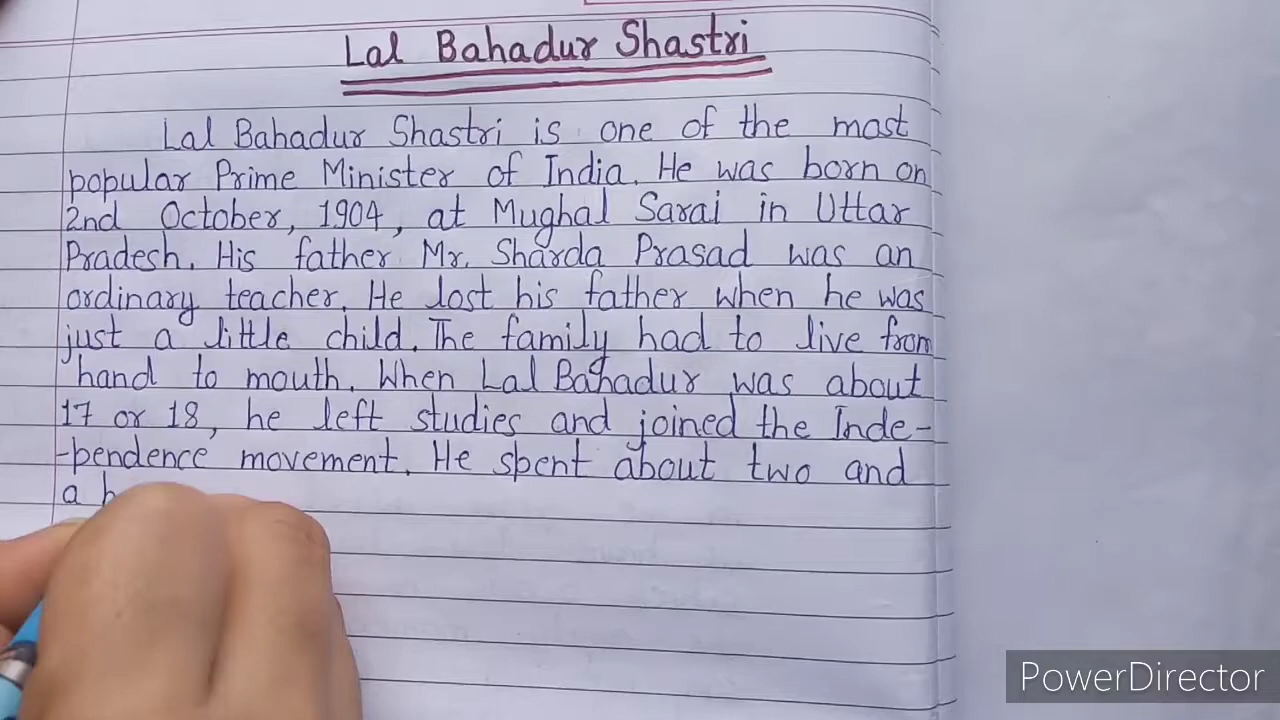 Lal Bahadur Shastri
Lal Bahadur Shastri is one of the most
popular Prime Minister of India. He was born on
2nd October, 1904, at Mughal Sarai in Uttar
Pradesh. His father Mr. Sharda Prasad was an
ordinary teacher. He lost his father when he was
just a little child. The family had to live from
hand to mouth. When Lal Bahadur was about
17 or 18, he left studies and joined the Inde-
-pendence movement. He spent about two and
a h
PowerDirector